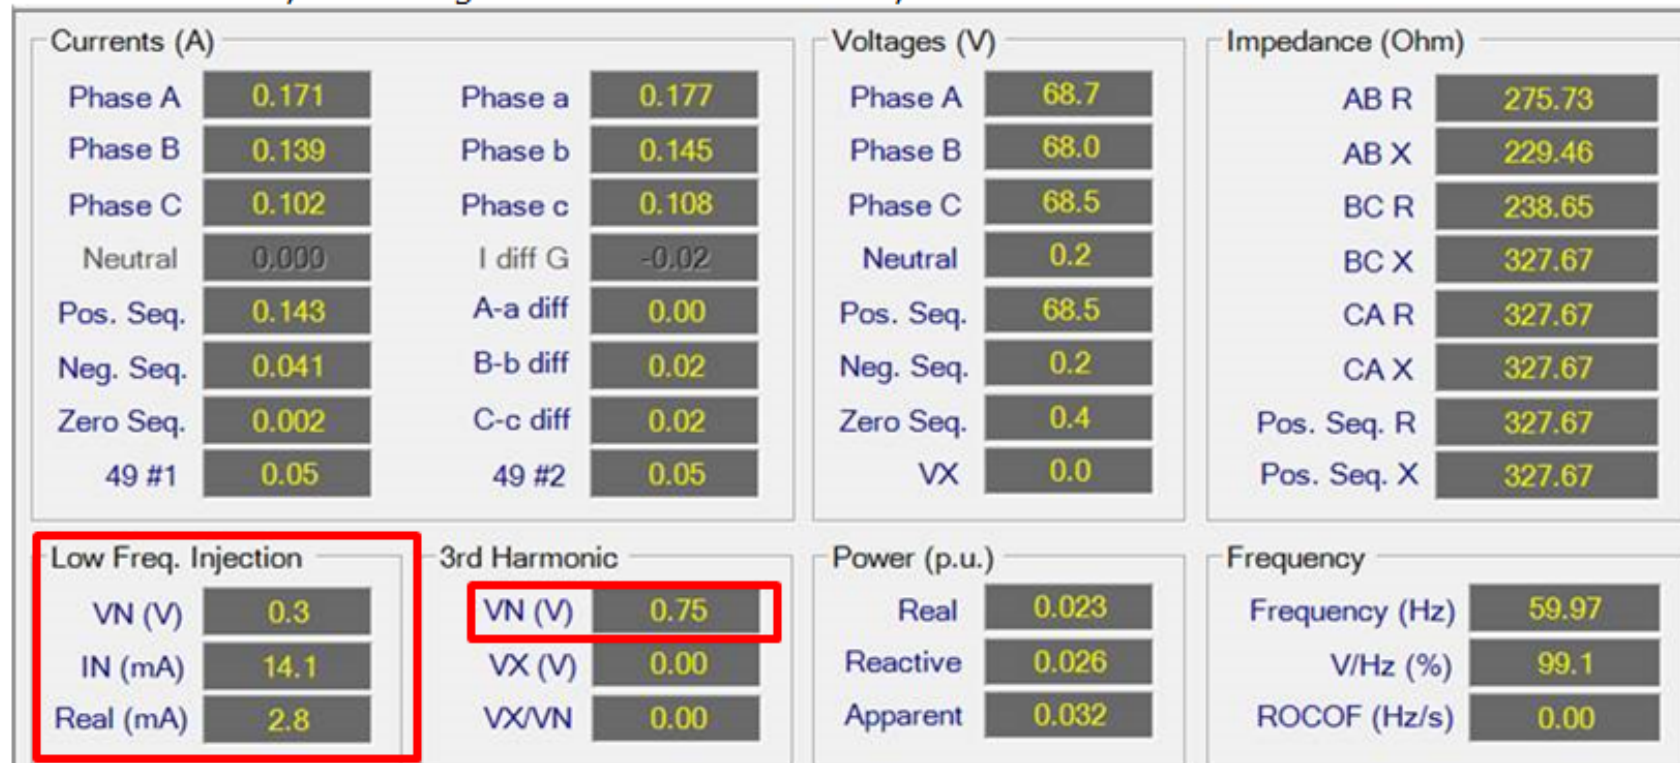 Currents (A)
Phase A 0.171 Phase a 0.177
Phase B 0.139 Phase b 0.145
Phase C 0.102 Phase c 0.108
Neutral 0.000 I diff G -0.02
Pos. Seq. 0.143 A-a diff 0.00
Neg. Seq. 0.041 B-b diff 0.02
Zero Seq. 0.002 C-c diff 0.02
49 #1 0.05 49 #2 0.05
Voltages (V)
Phase A 68.7
Phase B 68.0
Phase C 68.5
Neutral 0.2
Pos. Seq. 68.5
Neg. Seq. 0.2
Zero Seq. 0.4
VX 0.0
Impedance (Ohm)
AB R 275.73
AB X 229.46
BC R 238.65
BC X 327.67
CA R 327.67
CA X 327.67
Pos. Seq. R 327.67
Pos. Seq. X 327.67
Low Freq. Injection
VN (V) 0.3
IN (mA) 14.1
Real (mA) 2.8
3rd Harmonic
VN (V) 0.75
VX (V) 0.00
VX/VN 0.00
Power (p.u.)
Real 0.023
Reactive 0.026
Apparent 0.032
Frequency
Frequency (Hz) 59.97
V/Hz (%) 99.1
ROCOF (Hz/s) 0.00